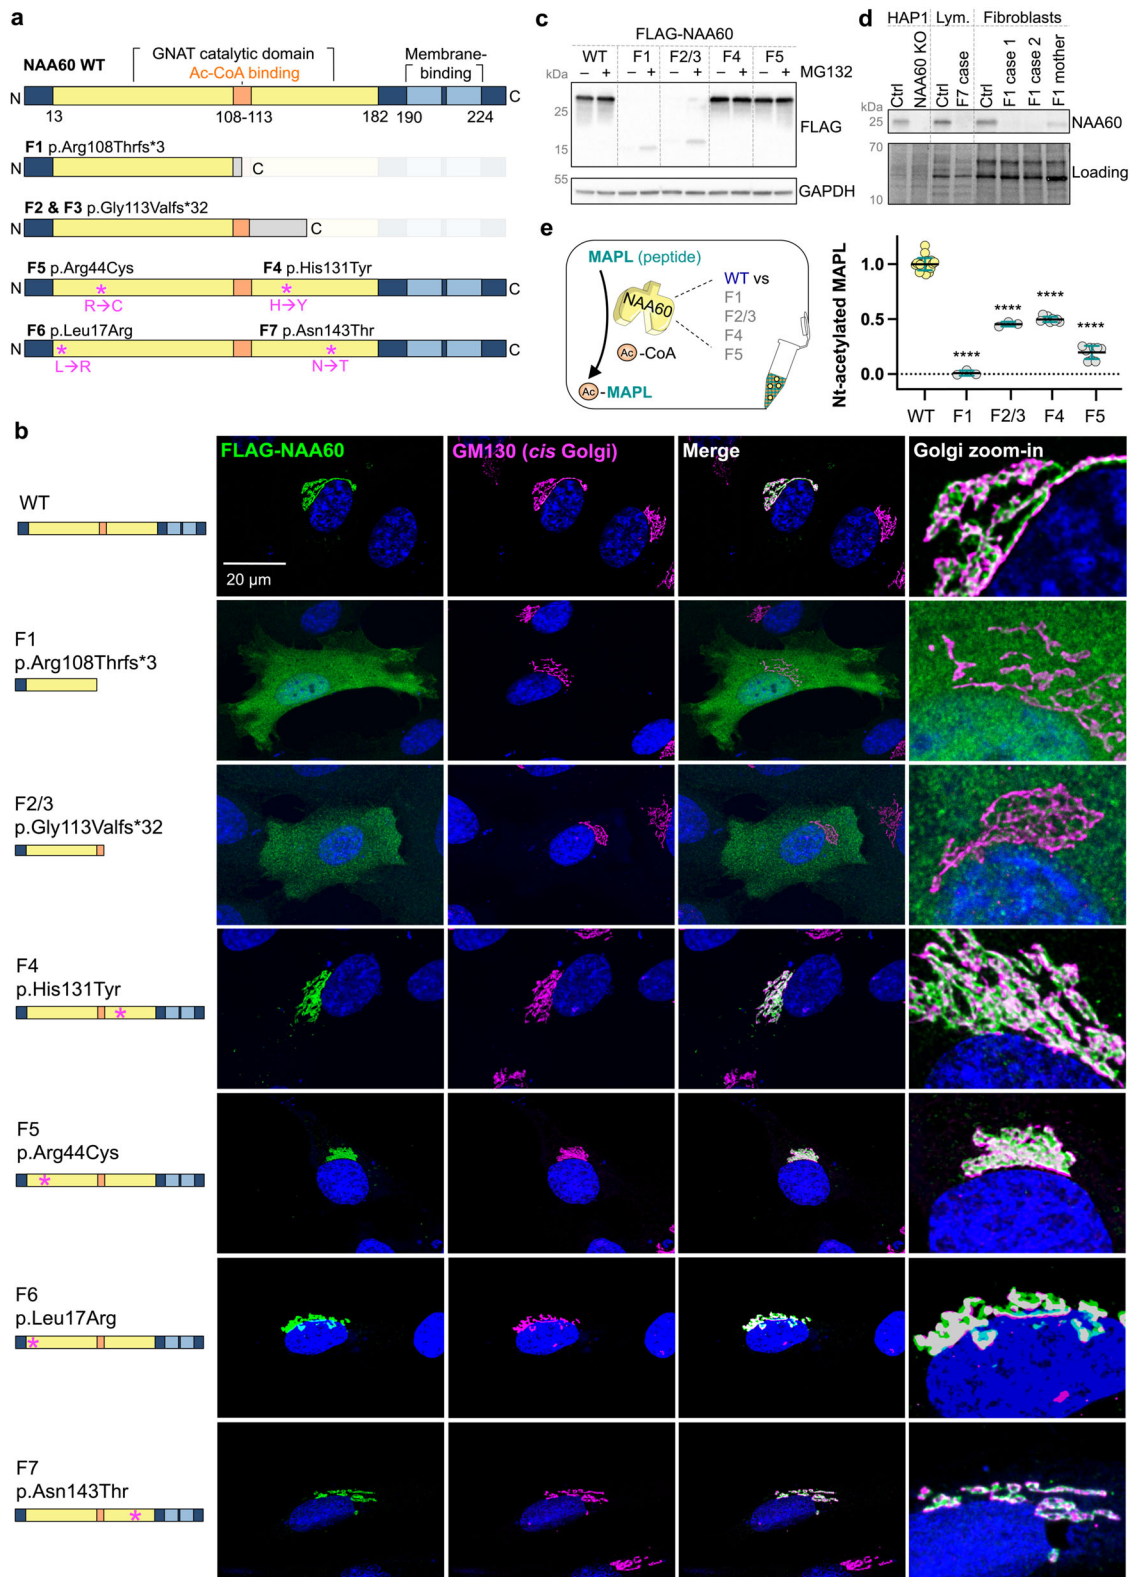 a
NAA60 WT
GNAT catalytic domain
Ac-CoA binding
Membrane-
binding
N
C
13
108-113
182
190
224
F1 p.Arg108Thrfs*3
N
C
F2 & F3 p.Gly113Valfs*32
N
C
F5 p.Arg44Cys
F4 p.His131Tyr
N
*
*
C
R→C
H→Y
F6 p.Leu17Arg
F7 p.Asn143Thr
N
*
*
C
L→R
N→T
c
FLAG-NAA60
WT
F1
F2/3
F4
F5
kDa
– + – + – + – + – +
MG132
25
15
FLAG
55
35
GAPDH
d
HAP1
Lym.
Fibroblasts
Ctrl
NAA60 KO
Ctrl
F7 case
Ctrl
F1 case 1
F1 case 2
F1 mother
kDa
25
NAA60
70
Loading
10
e
MAPL (peptide)
NAA60
WT vs
F1
F2/3
F4
F5
Ac-CoA
Ac-MAPL
Nt-acetylated MAPL
1.0
0.5
0.0
****
****
****
****
WT
F1
F2/3
F4
F5
b
FLAG-NAA60
GM130 (cis Golgi)
Merge
Golgi zoom-in
WT
20 µm
F1
p.Arg108Thrfs*3
F2/3
p.Gly113Valfs*32
F4
p.His131Tyr
*
F5
p.Arg44Cys
*
F6
p.Leu17Arg
*
F7
p.Asn143Thr
*